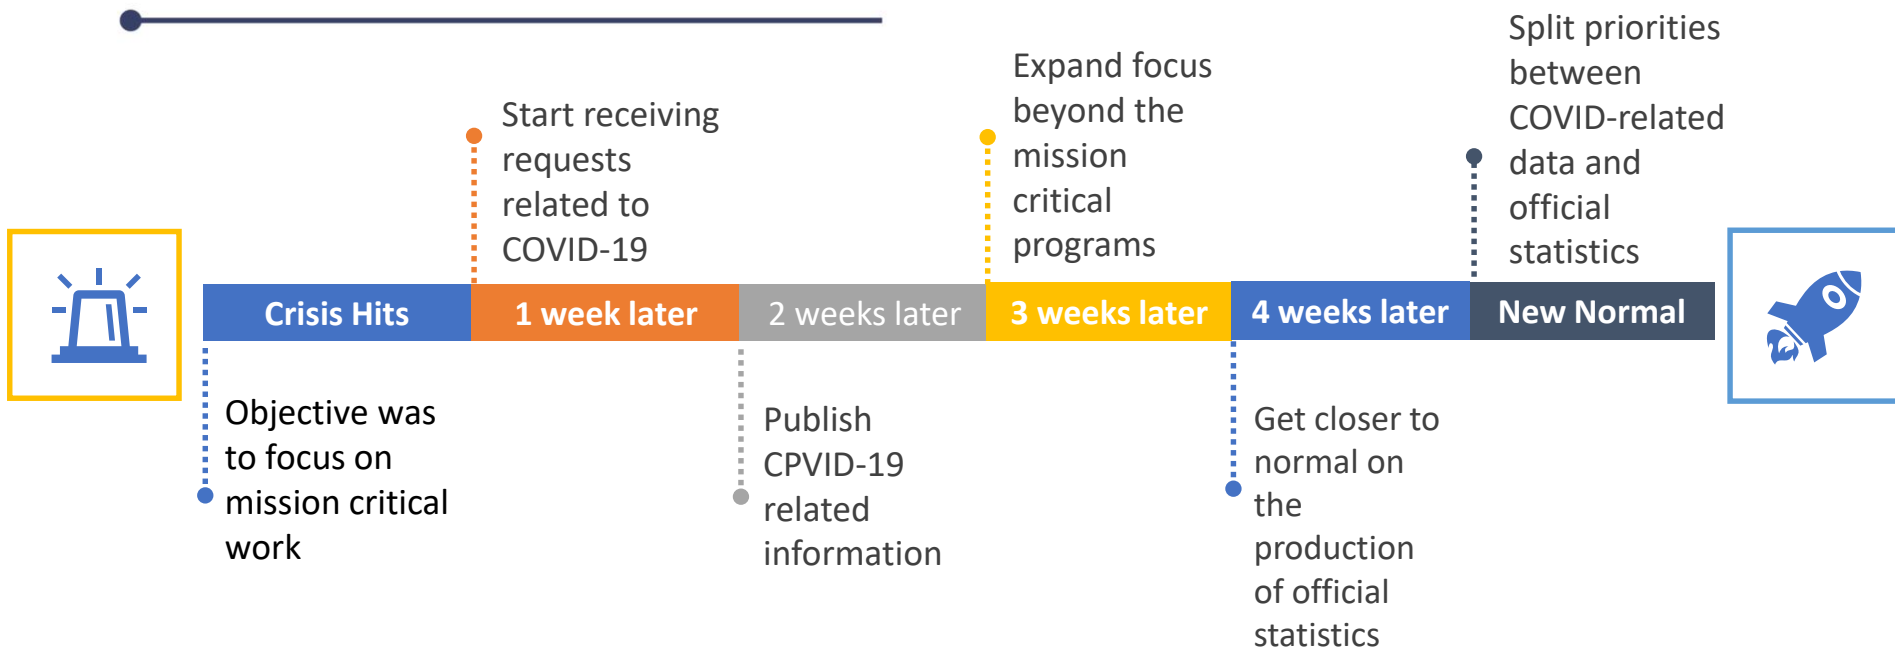 Crisis Hits
Objective was
to focus on
mission critical
work
1 week later
Start receiving
requests
related to
COVID-19
2 weeks later
Publish
CPVID-19
related
information
3 weeks later
Expand focus
beyond the
mission
critical
programs
4 weeks later
Get closer to
normal on
the
production
of official
statistics
New Normal
Split priorities
between
COVID-related
data and
official
statistics